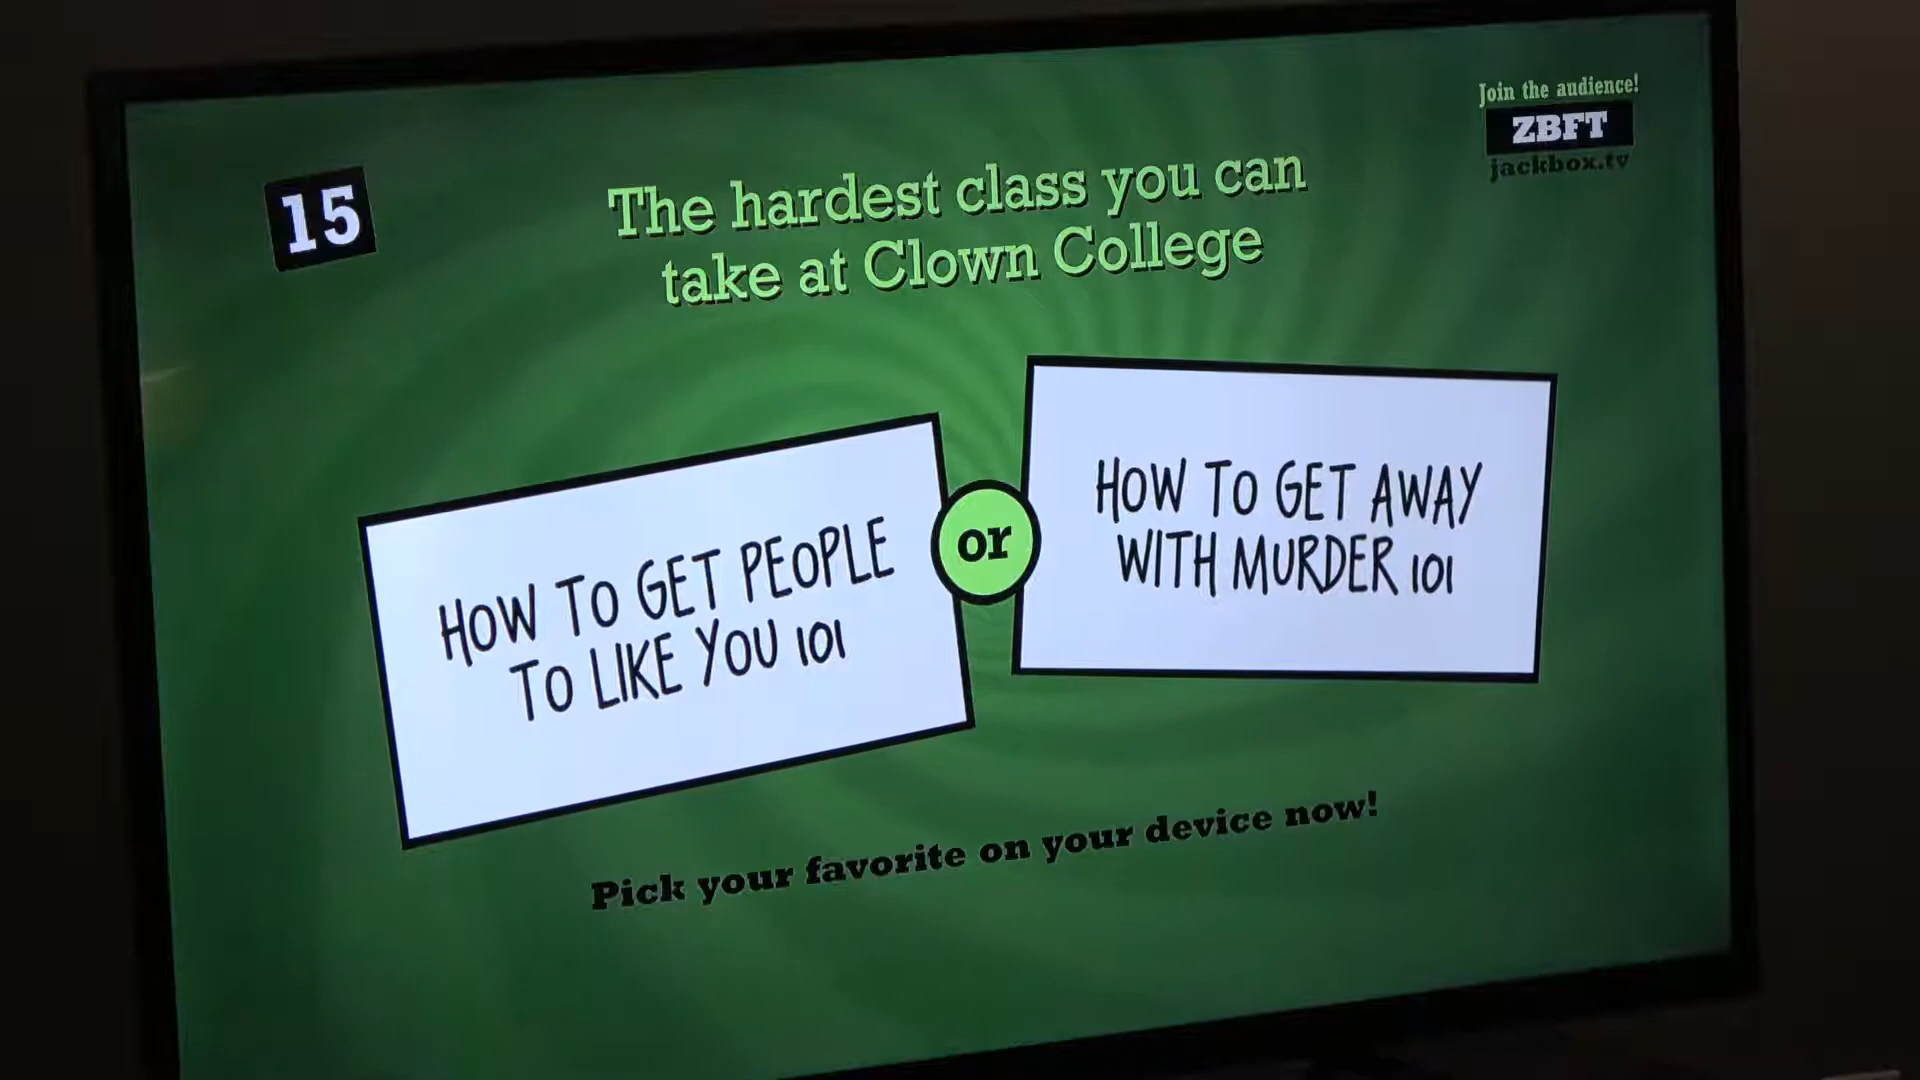 Join the audience!
ZBFT
jackbox.tv
15
The hardest class you can
take at Clown College
HOW TO GET PEOPLE
TO LIKE YOU 101
or
HOW TO GET AWAY
WITH MURDER 101
Pick your favorite on your device now!